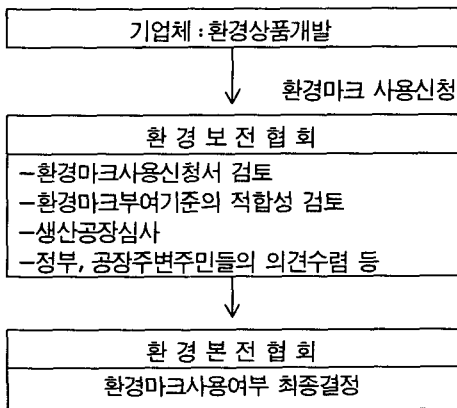 기업체 : 환경상품개발
환경마크 사용신청
환 경 보 전 협 회
-환경마크사용신청서 검토
-환경마크부여기준의 적합성 검토
-생산공장심사
-정부, 공장주변주민들의 의견수렴 등
환 경 본 전 협 회
환경마크사용여부 최종결정